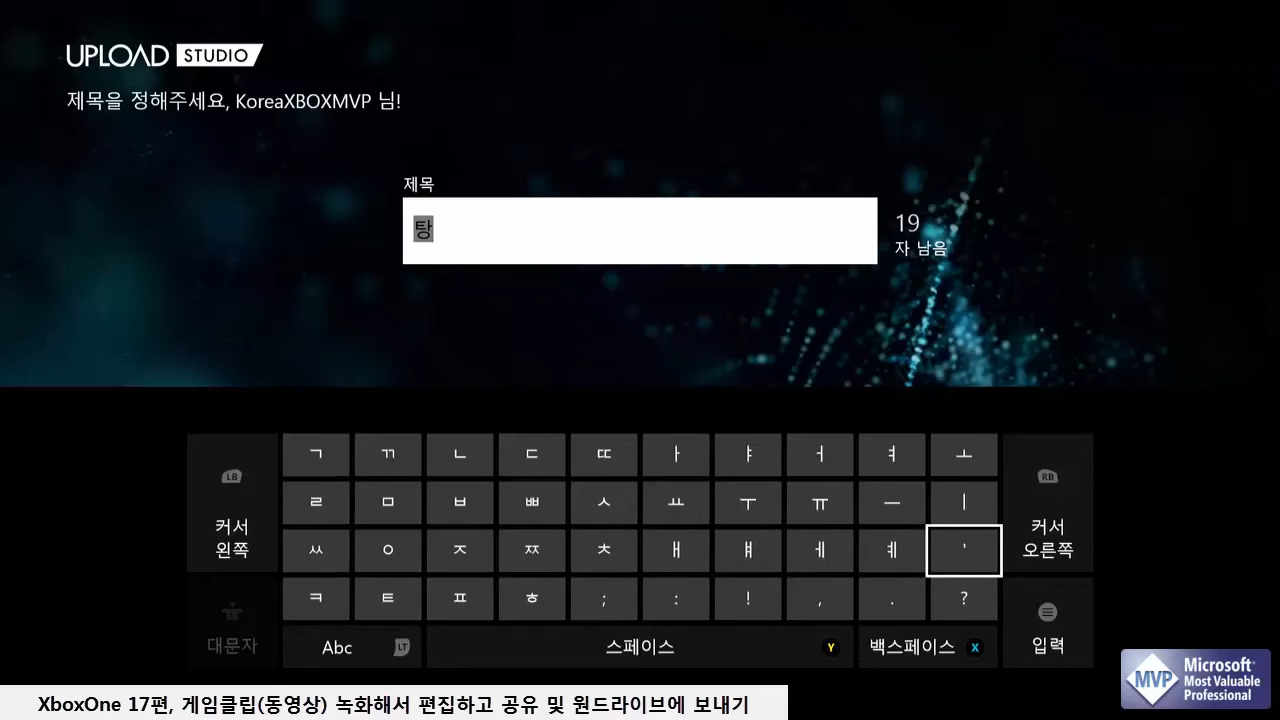 UPLOAD STUDIO
제목을 정해주세요, KoreaXBOXMVP 님!
제목
탕
19
자 남음
LB
커서
왼쪽
ㄱ ㄲ ㄴ ㄷ ㄸ ㅏ ㅑ ㅓ ㅕ ㅗ
ㄹ ㅁ ㅂ ㅃ ㅅ ㅛ ㅜ ㅠ ㅡ ㅣ
ㅆ ㅇ ㅈ ㅉ ㅊ ㅐ ㅒ ㅔ ㅖ '
ㅋ ㅌ ㅍ ㅎ ; : ! , . ?
RB
커서
오른쪽
대문자
Abc LT
스페이스 Y
백스페이스 X
입력
XboxOne 17편, 게임클립(동영상) 녹화해서 편집하고 공유 및 원드라이브에 보내기
MVP
Microsoft®
Most Valuable
Professional